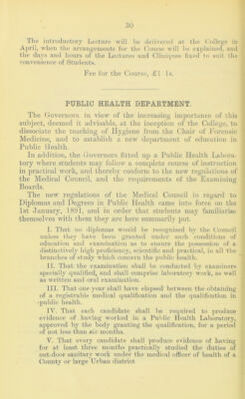 30
The introductory Lecture will be delivered at the College in
April, when the arrangements for the Course will be explained, and
the days and hours of the Lectures and Cliniques fixed to suit the
convenience of Students.
Fee for the Course, £1 1s.
PUBLIC HEALTH DEPARTMENT.
The Governors, in view of the increasing importance of this
subject, deemed it advisable, at the inception of the College, to
dissociate the teaching of Hygiene from the Chair of Forensic
Medicine, and to establish a new department of education in
Public Health.
In addition, the Governors fitted up a Public Health Labora-
tory where students may follow a complete course of instruction
in practical work, and thereby conform to the new regulations of
the Medical Council, and the requirements of the Examining
Boards.
The new regulations of the Medical Council in regard to
Diplomas and Degrees in Public Health came into force on the
1st January, 1891, and in order that students may familiarise
themselves with them they are here summarily put.
I. That no diplomas would be recognised by the Council
unless they have been granted under such conditions of
education and examination as to ensure the possession of a
distinctively high proficiency, scientific and practical, in all the
branches of study which concern the public health.
II. That the examination shall be conducted by examiners
specially qualified, and shall comprise laboratory work, as well
as written and oral examination.
III. That one year shall have elapsed between the obtaining
of a registrable medical qualification and the qualification in
public health.
IV. That each candidate shall be required to produce
evidence of having worked in a Public Health Laboratory,
approved by the body granting the qualification, for a period
of not less than six months.
V. That every candidate shall produce evidence of having
for at least three months practically studied the duties of
out-door sanitary work under the medical officer of health of a
County or large Urban district